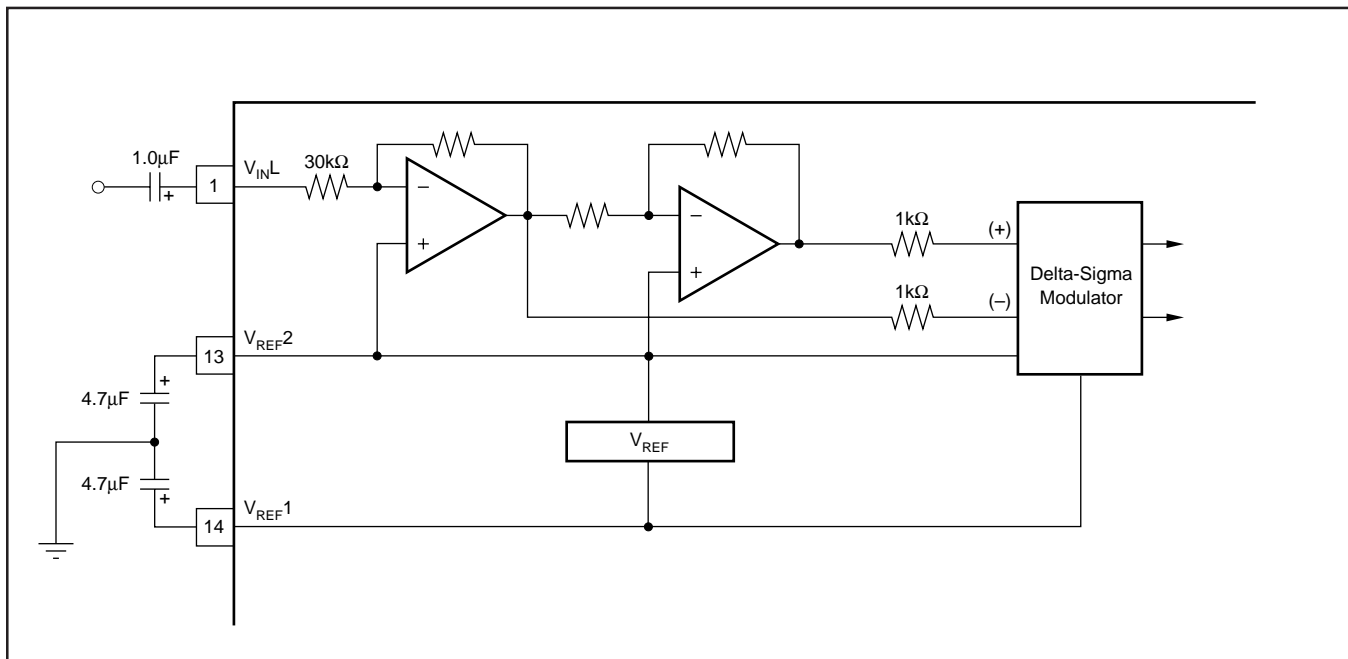 1.0μF
+
1
V_INL
30kΩ
−
+
−
+
1kΩ
(+)
1kΩ
(–)
Delta-Sigma
Modulator
13
V_REF2
+
4.7μF
4.7μF
+
V_REF
14
V_REF1